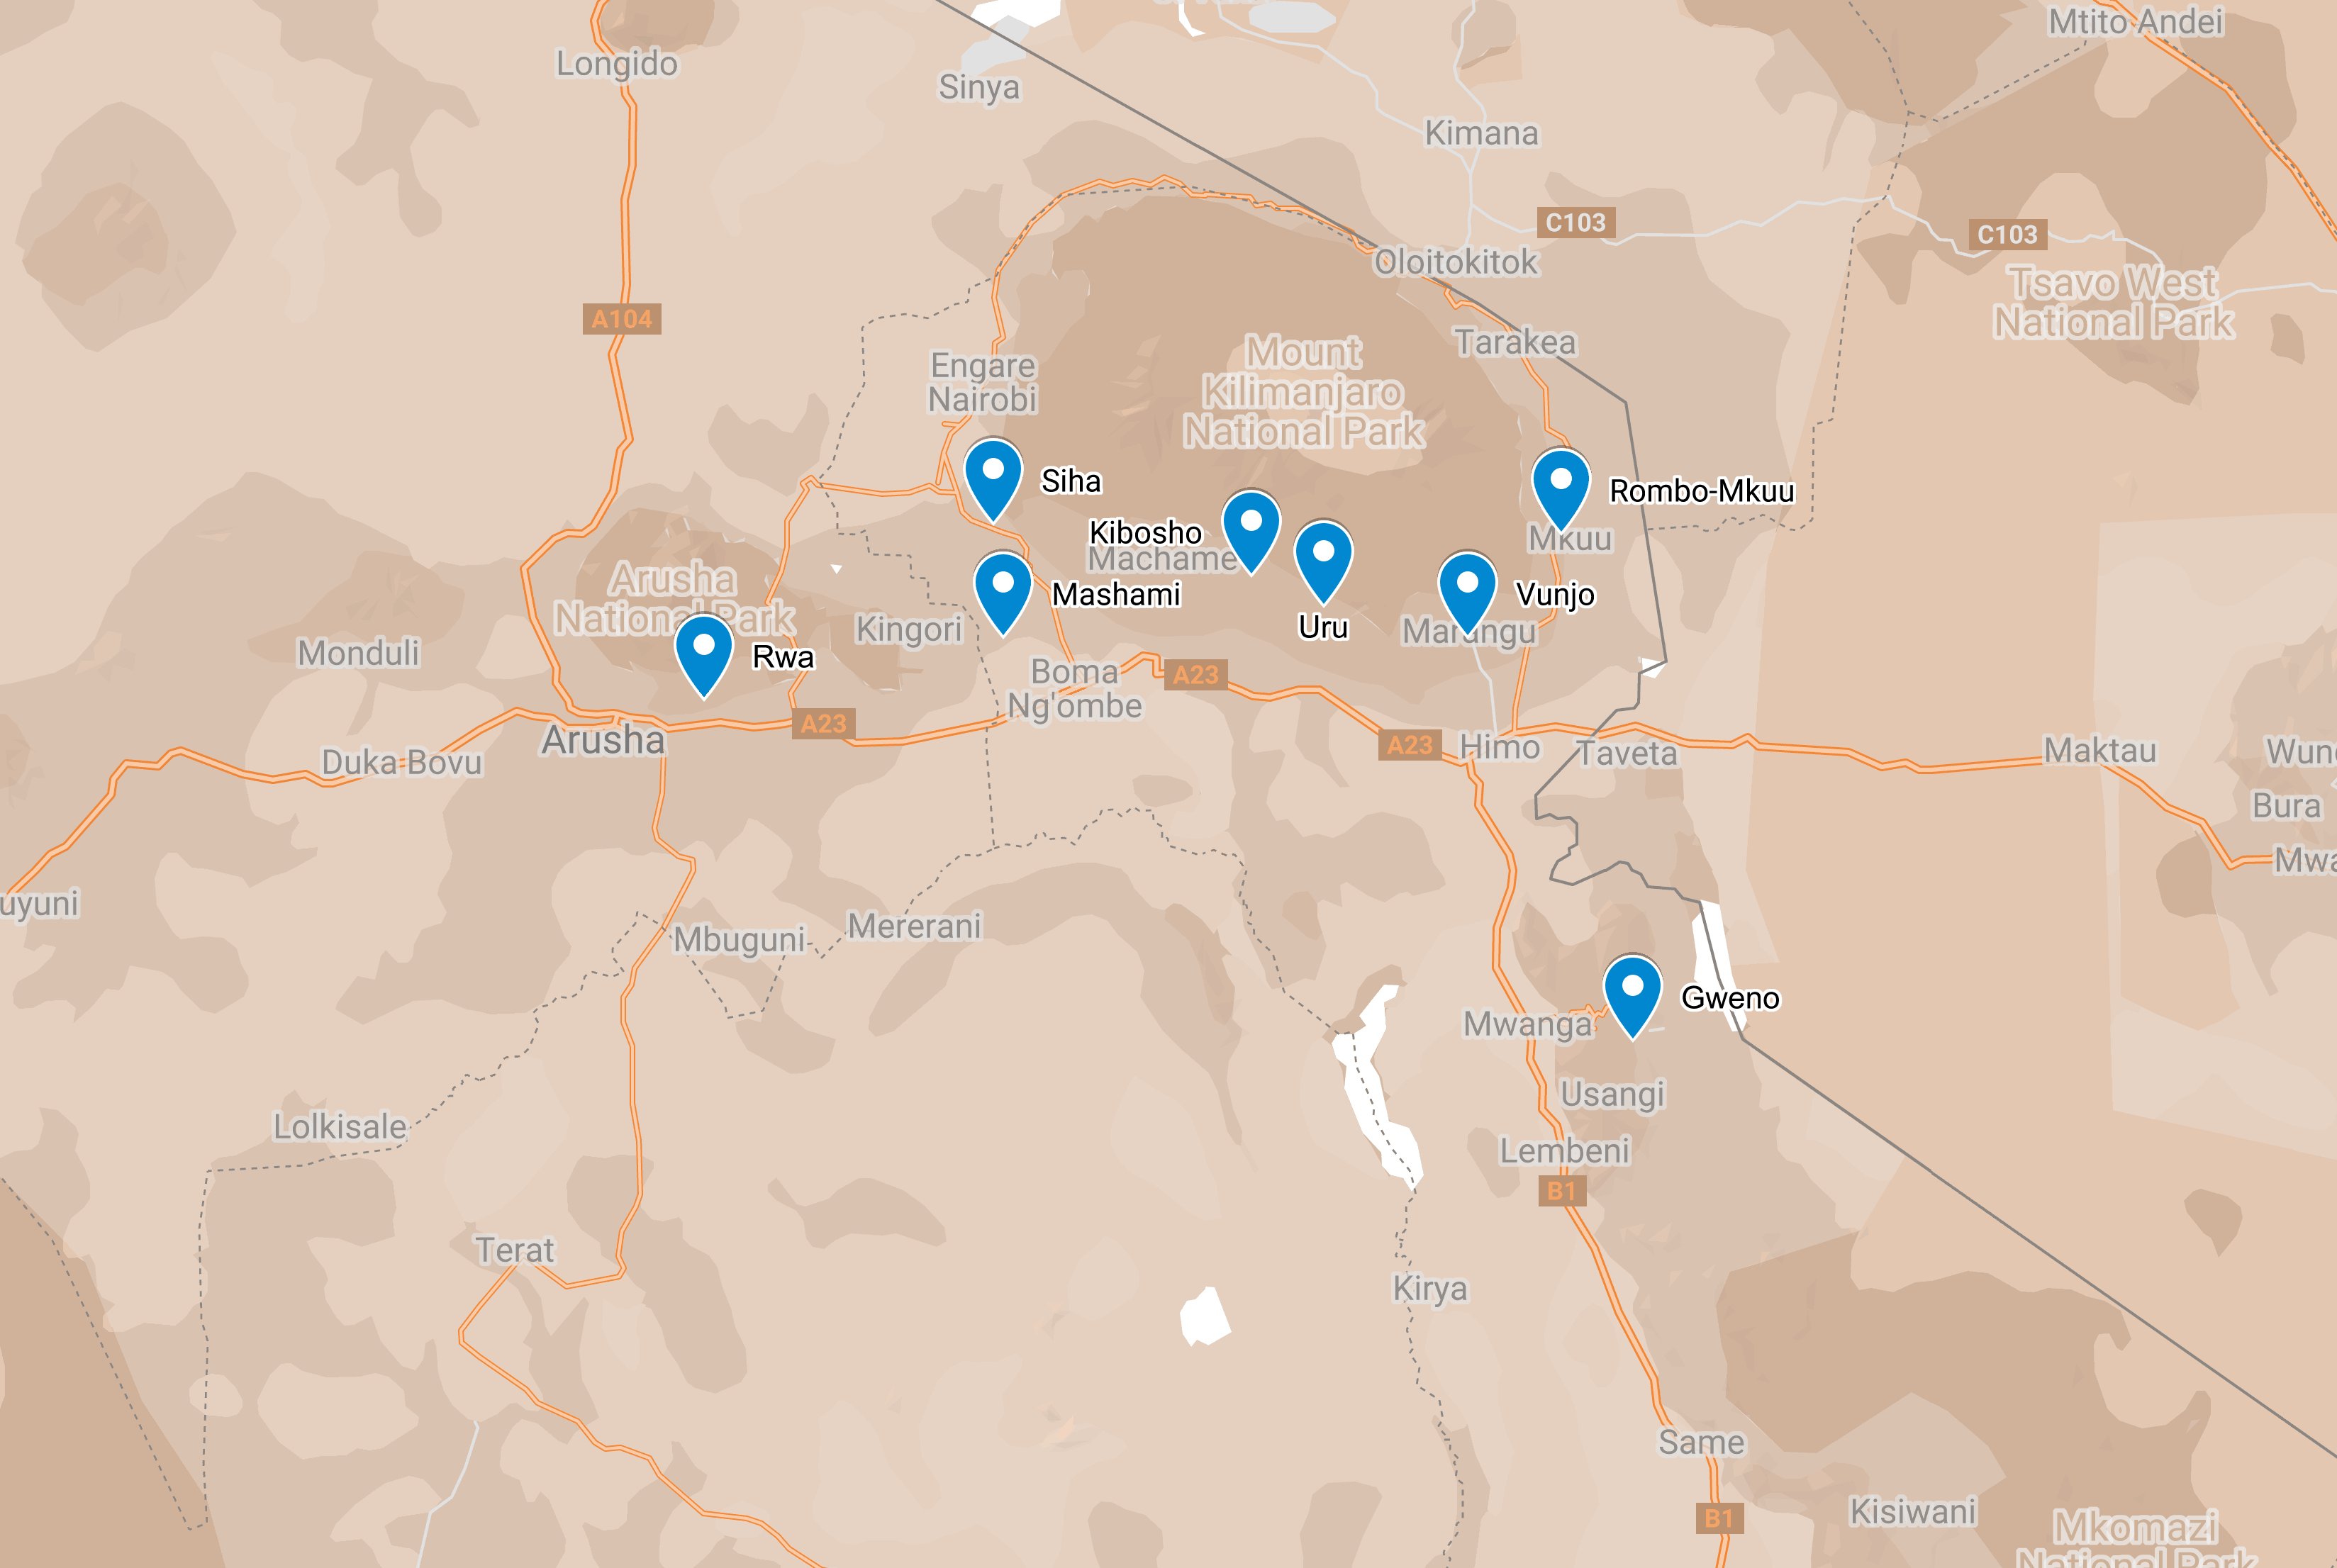 Mtito Andei
Longido
Sinya
Kimana
C103
C103
Oloitokitok
Tsavo West
National Park
A104
Tarakea
Mount
Kilimanjaro
National Park
Engare
Nairobi
Siha
Rombo-Mkuu
Kibosho
Machame
Mkuu
Arusha
National Park
Mashami
Vunjo
Uru
Marangu
Kingori
Monduli
Rwa
Boma
Ng'ombe
A23
A23
Arusha
A23
Himo
Taveta
Maktau
Wun
Duka Bovu
Bura
Mwa
uyuni
Mbuguni
Mererani
Gweno
Mwanga
Usangi
Lolkisale
Lembeni
B1
Terat
Kirya
Same
B1
Kisiwani
Mkomazi
National Park